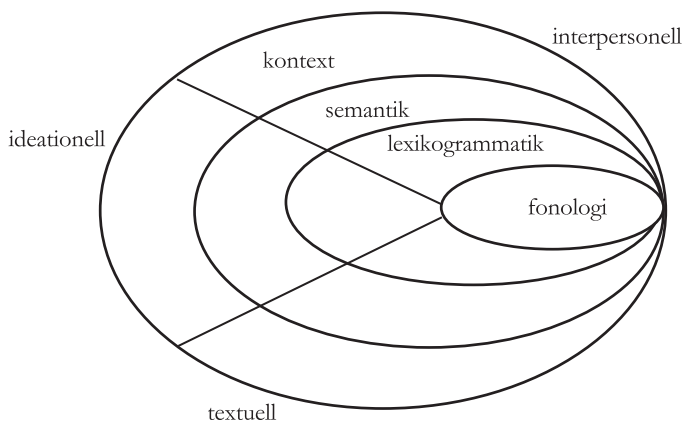 interpersonell
kontext
semantik
ideationell
lexikogrammatik
fonologi
textuell